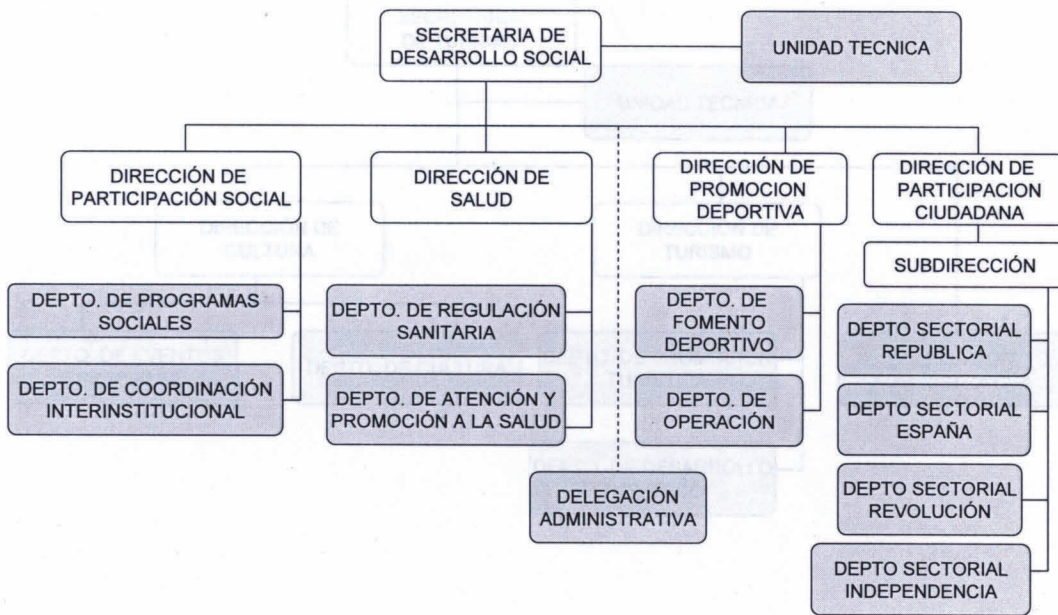 SECRETARIA DE
DESARROLLO SOCIAL
UNIDAD TECNICA
DIRECCIÓN DE
PARTICIPACIÓN SOCIAL
DIRECCIÓN DE
SALUD
DIRECCIÓN DE
PROMOCION
DEPORTIVA
DIRECCIÓN DE
PARTICIPACION
CIUDADANA
SUBDIRECCIÓN
DEPTO. DE PROGRAMAS
SOCIALES
DEPTO. DE COORDINACIÓN
INTERINSTITUCIONAL
DEPTO. DE REGULACIÓN
SANITARIA
DEPTO. DE ATENCIÓN Y
PROMOCIÓN A LA SALUD
DEPTO. DE
FOMENTO
DEPORTIVO
DEPTO. DE
OPERACIÓN
DEPTO SECTORIAL
REPUBLICA
DEPTO SECTORIAL
ESPAÑA
DEPTO SECTORIAL
REVOLUCIÓN
DEPTO SECTORIAL
INDEPENDENCIA
DELEGACIÓN
ADMINISTRATIVA